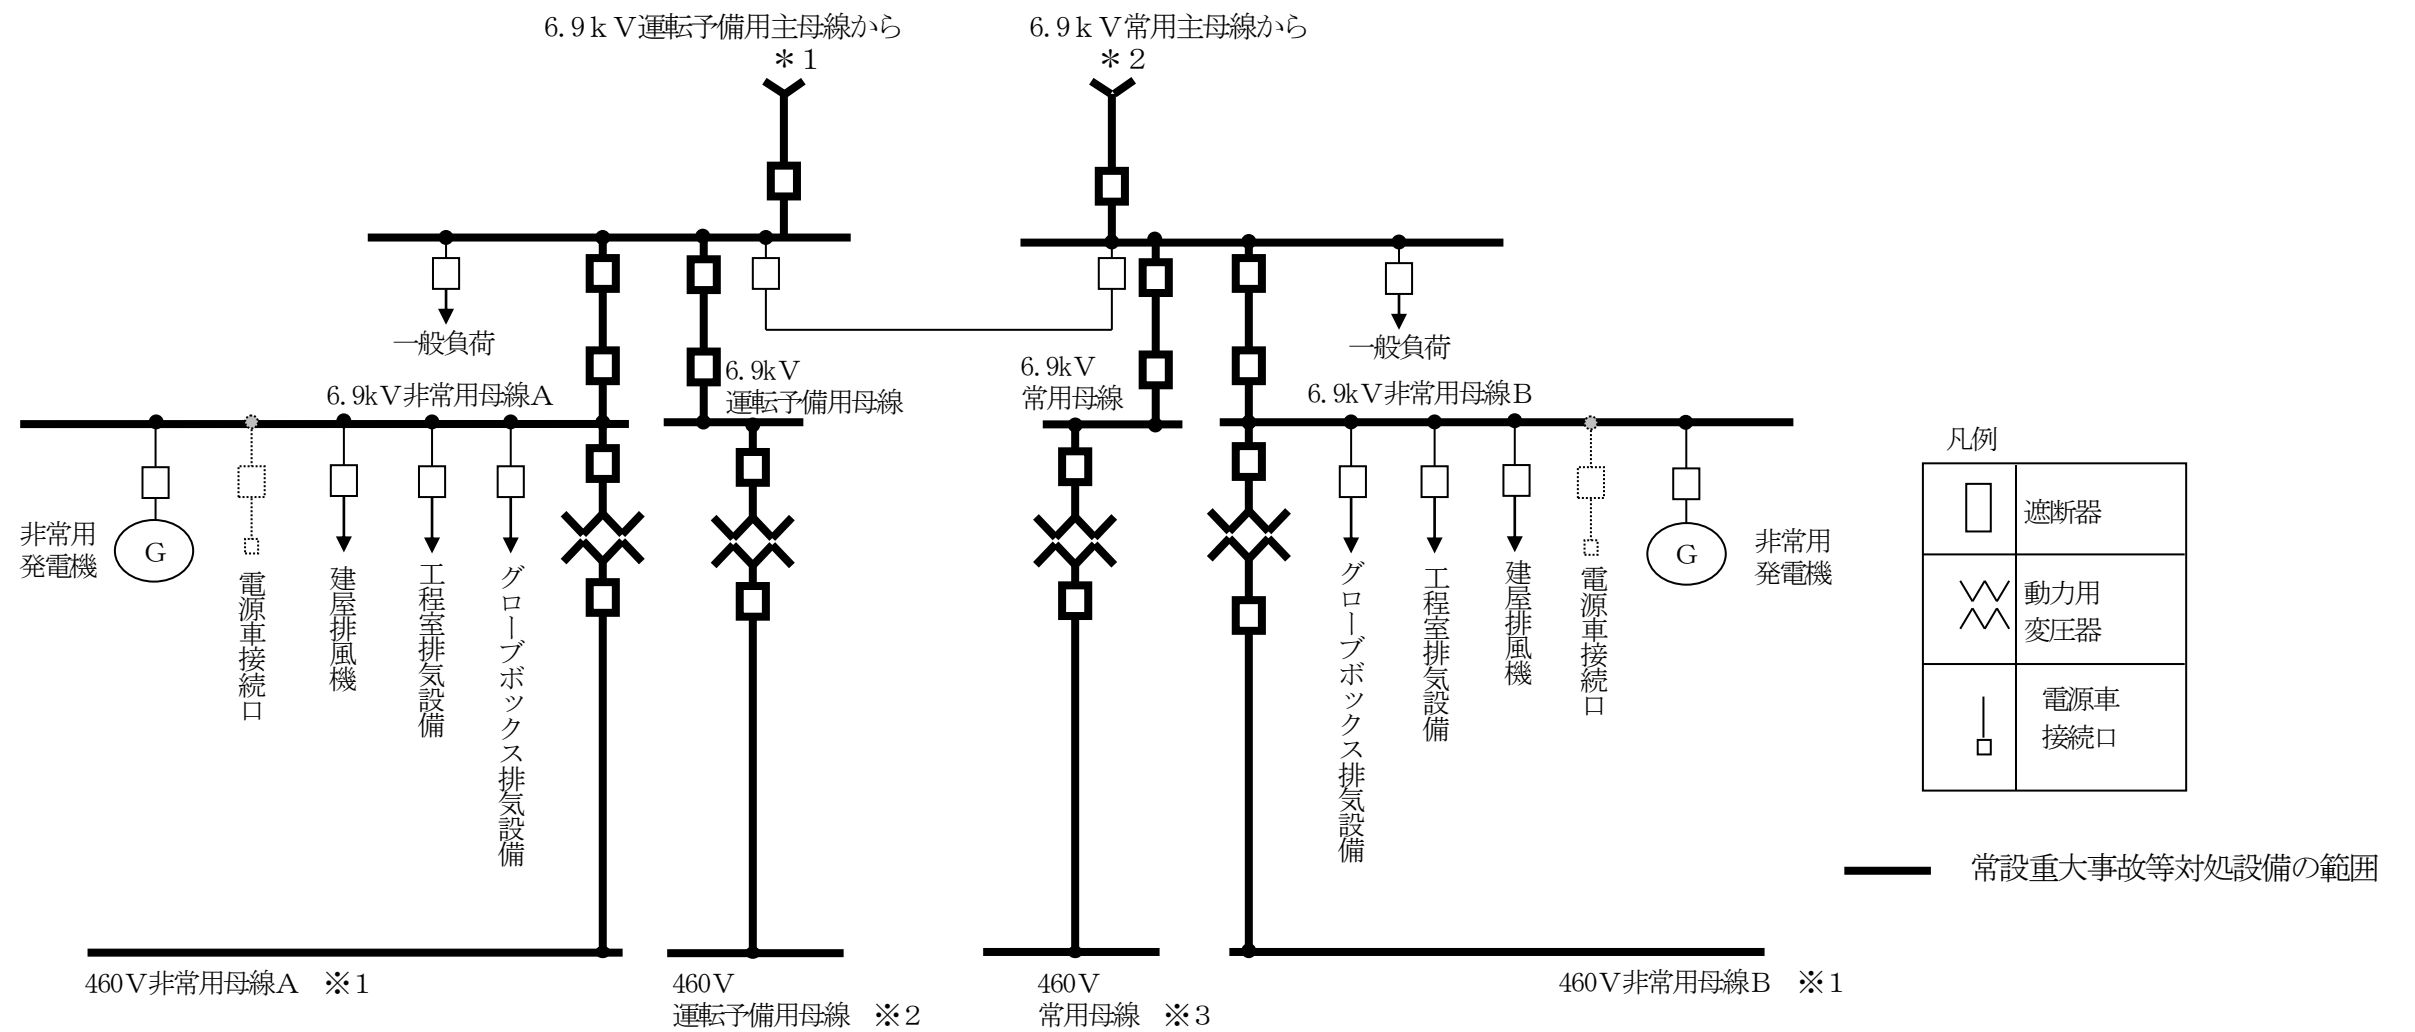 6.9ｋＶ運転予備用主母線から
＊１
6.9ｋＶ常用主母線から
＊２
一般負荷
一般負荷
6.9kＶ非常用母線Ａ
6.9kＶ
運転予備用母線
6.9kＶ
常用母線
6.9kＶ非常用母線Ｂ
非常用
発電機
Ｇ
電源車接続口
建屋排風機
工程室排気設備
グローブボックス排気設備
グローブボックス排気設備
工程室排気設備
建屋排風機
電源車接続口
Ｇ
非常用
発電機
凡例
遮断器
動力用
変圧器
電源車
接続口
常設重大事故等対処設備の範囲
460Ｖ非常用母線Ａ　※１
460Ｖ
運転予備用母線　※２
460Ｖ
常用母線　※３
460Ｖ非常用母線Ｂ　※１